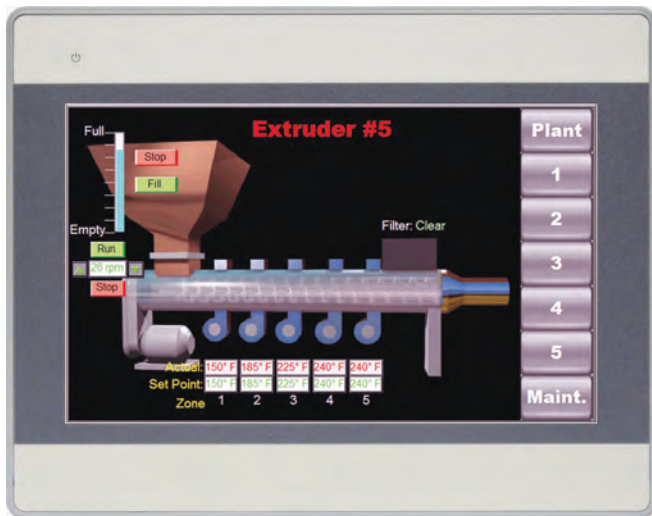 Extruder #5
Full
Stop
Fill
Empty
Run
26 rpm
Stop
Filter: Clear
Actual: 150° F 185° F 225° F 240° F 240° F
Set Point: 150° F 185° F 225° F 240° F 240° F
Zone 1 2 3 4 5
Plant
1
2
3
4
5
Maint.